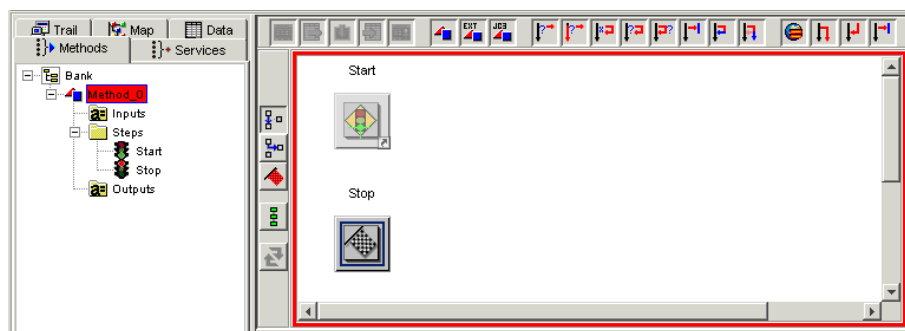 Trail
Map
Data
Methods
Services
EXT
JCB
Bank
Method_0
Inputs
Steps
Start
Stop
Outputs
Start
Stop